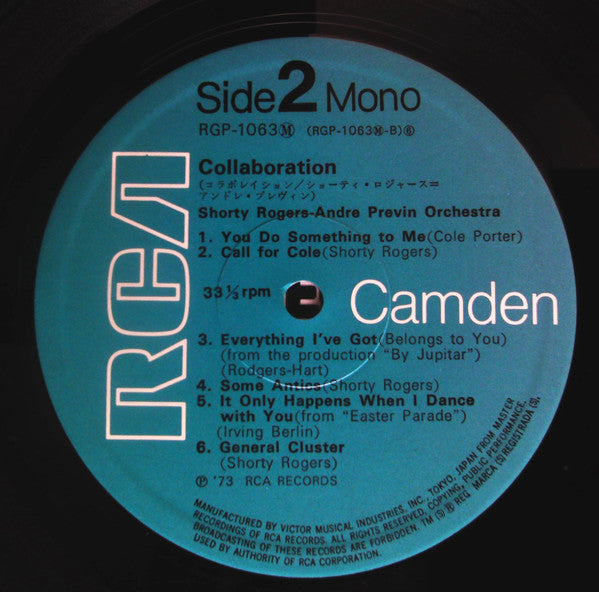 Side 2 Mono
RGP-1063Ⓜ (RGP-1063Ⓜ-B)⑥
Collaboration
(コラボレイション/ショーティ・ロジャース=
アンドレ・プレヴィン)
Shorty Rogers-Andre Previn Orchestra
1. You Do Something to Me(Cole Porter)
2. Call for Cole(Shorty Rogers)
33 1/3 rpm
RCA
Camden
3. Everything I've Got(Belongs to You)
(from the production "By Jupitar")
(Rodgers-Hart)
4. Some Antics(Shorty Rogers)
5. It Only Happens When I Dance
with You(from "Easter Parade")
(Irving Berlin)
6. General Cluster
(Shorty Rogers)
Ⓟ '73 RCA RECORDS
MANUFACTURED BY VICTOR MUSICAL INDUSTRIES, INC., TOKYO, JAPAN FROM MASTER
RECORDINGS OF RCA RECORDS. ALL RIGHTS RESERVED, COPYING, PUBLIC PERFORMANCE,
BROADCASTING OF THESE RECORDS ARE FORBIDDEN. TM(S)® REG. MARCA(S) REGISTRADA(S),
USED BY AUTHORITY OF RCA CORPORATION.